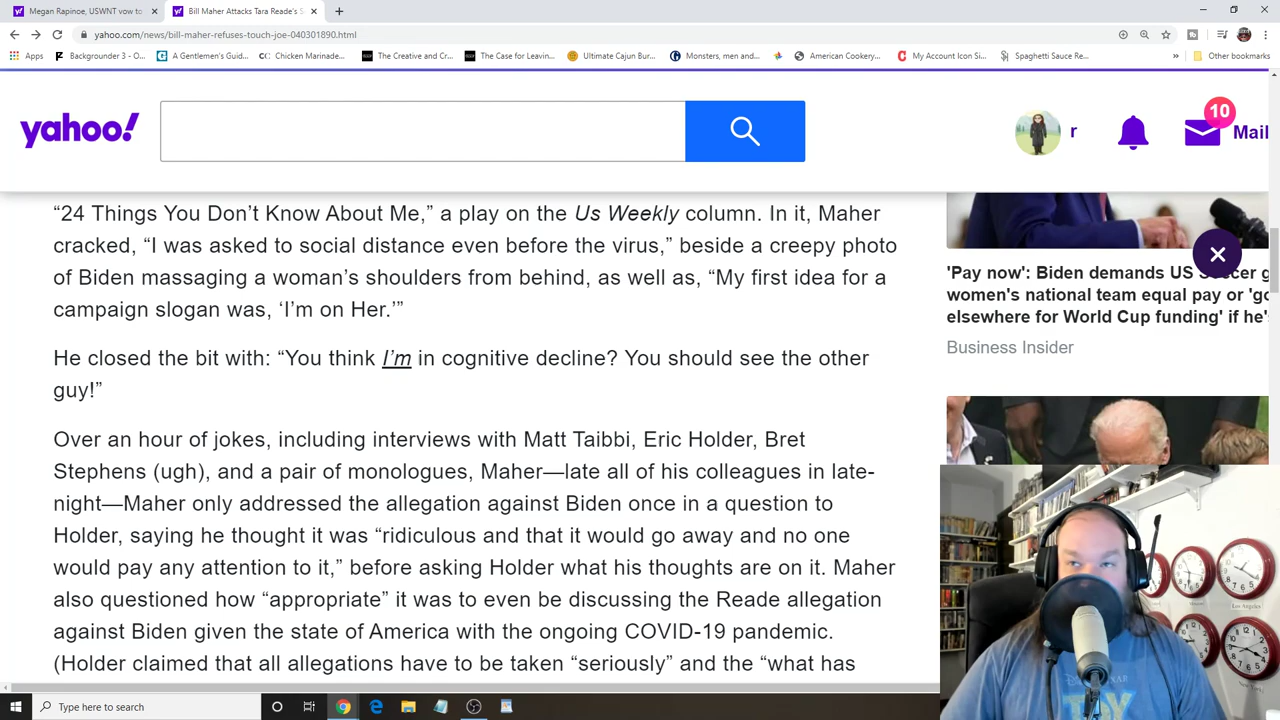 Megan Rapinoe, USWNT vow to
Bill Maher Attacks Tara Reade's S
yahoo.com/news/bill-maher-refuses-touch-joe-040301890.html
Apps
Backgrounder 3 - O...
A Gentlemen's Guid...
Chicken Marinade...
The Creative and Cr...
The Case for Leavin...
Ultimate Cajun Bur...
Monsters, men and...
American Cookery...
My Account Icon Si...
Spaghetti Sauce Re...
»
Other bookmarks
yahoo!
r
10
Mail
“24 Things You Don’t Know About Me,” a play on the Us Weekly column. In it, Maher
cracked, “I was asked to social distance even before the virus,” beside a creepy photo
of Biden massaging a woman’s shoulders from behind, as well as, “My first idea for a
campaign slogan was, ‘I’m on Her.’”
He closed the bit with: “You think I’m in cognitive decline? You should see the other
guy!”
Over an hour of jokes, including interviews with Matt Taibbi, Eric Holder, Bret
Stephens (ugh), and a pair of monologues, Maher—late all of his colleagues in late-
night—Maher only addressed the allegation against Biden once in a question to
Holder, saying he thought it was “ridiculous and that it would go away and no one
would pay any attention to it,” before asking Holder what his thoughts are on it. Maher
also questioned how “appropriate” it was to even be discussing the Reade allegation
against Biden given the state of America with the ongoing COVID-19 pandemic.
(Holder claimed that all allegations have to be taken “seriously” and the “what has
'Pay now': Biden demands US
women's national team equal pay or 'go
elsewhere for World Cup funding' if he'
Business Insider
Los Angeles
New York
Type here to search